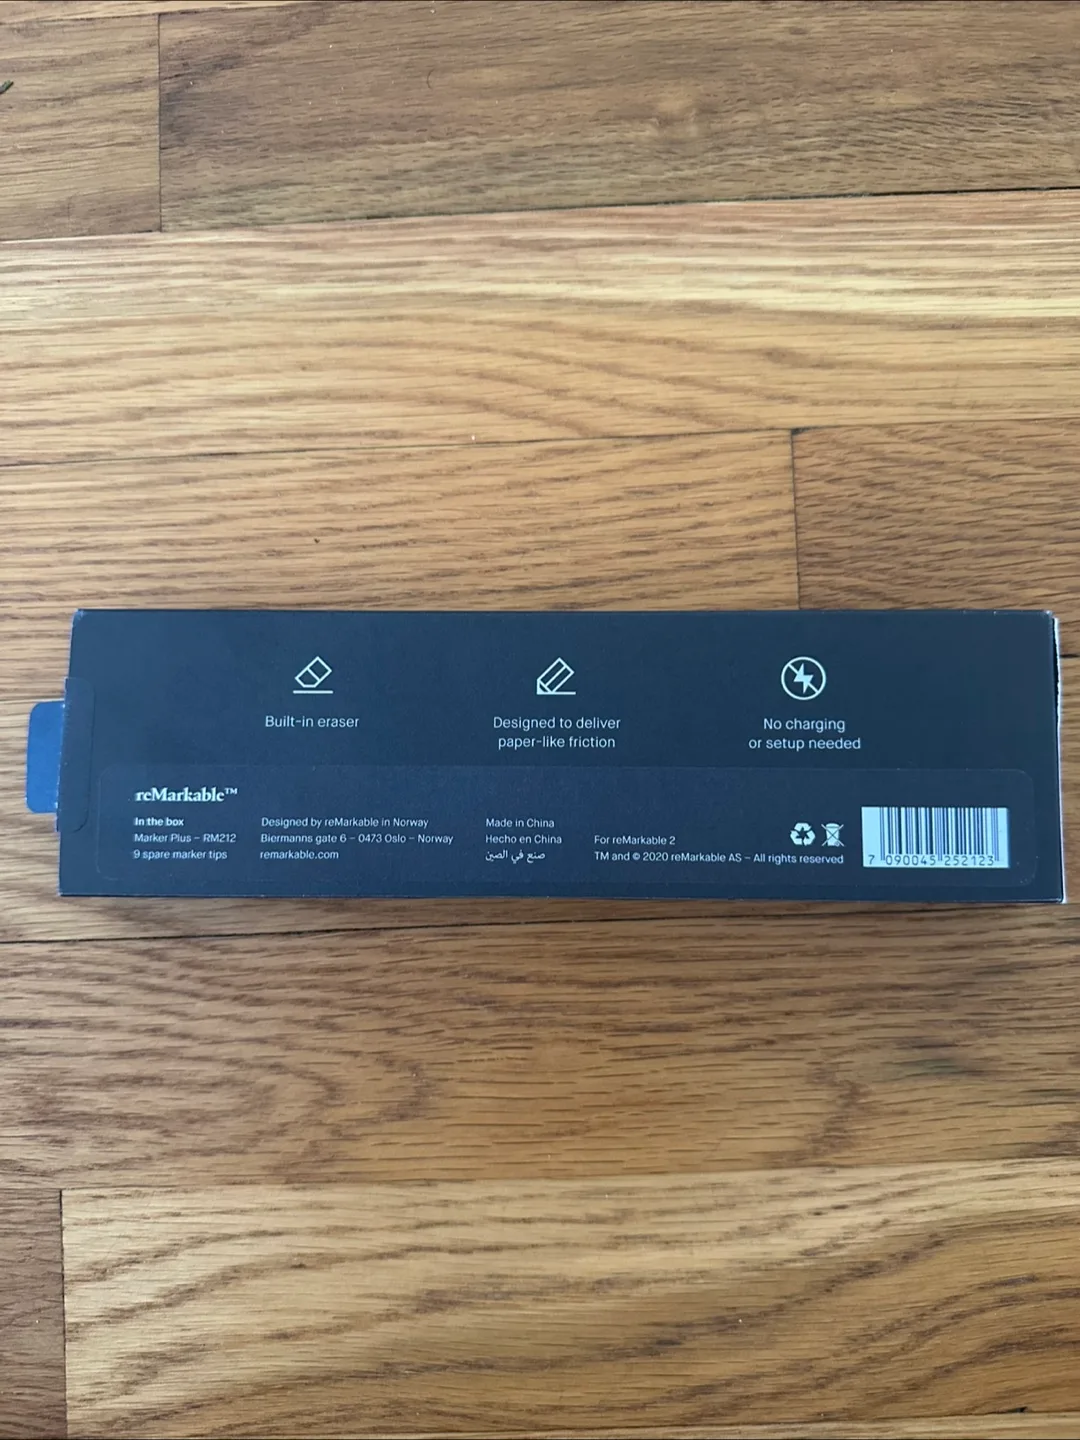 Built-in eraser
Designed to deliver
paper-like friction
No charging
or setup needed
reMarkable™
In the box
Marker Plus – RM212
9 spare marker tips
Designed by reMarkable in Norway
Biermanns gate 6 – 0473 Oslo – Norway
remarkable.com
Made in China
Hecho en China
صنع في الصين
For reMarkable 2
TM and © 2020 reMarkable AS – All rights reserved
7 090045 252123